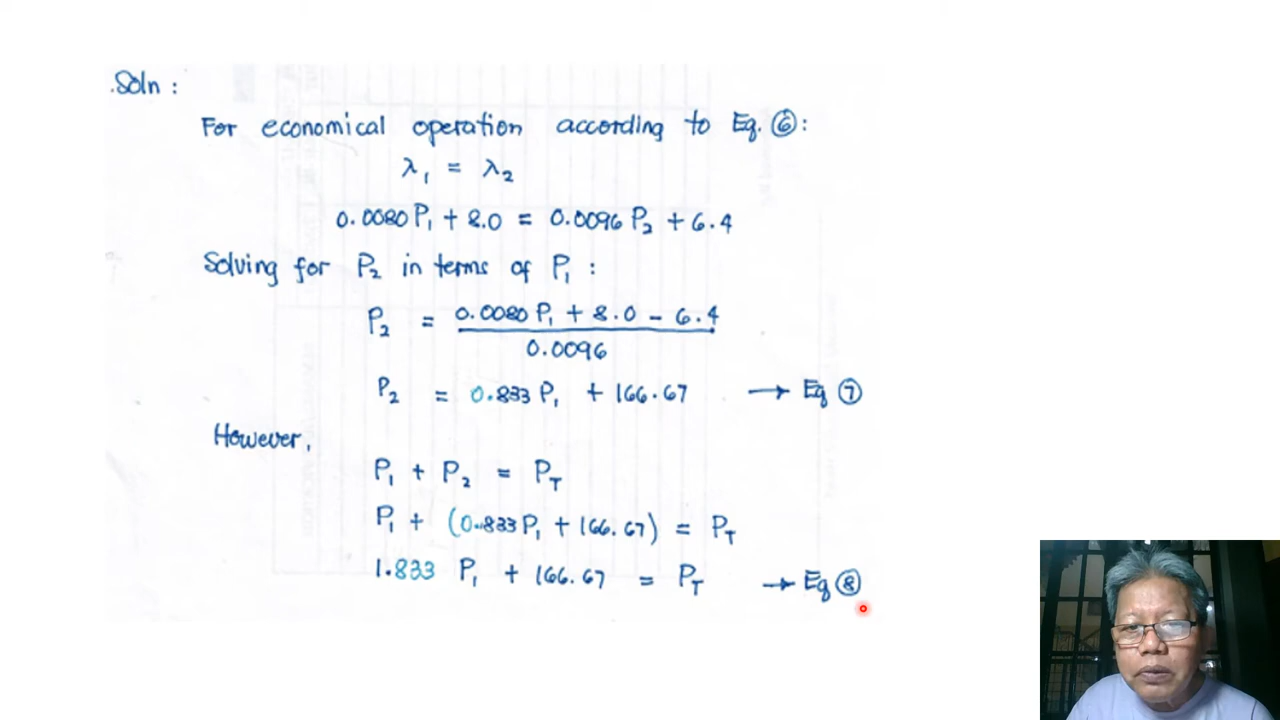 Soln :
For economical operation according to Eq. ⑥:
λ₁ = λ₂
0.0080 P₁ + 8.0 = 0.0096 P₂ + 6.4
Solving for P₂ in terms of P₁ :
P₂ = 0.0080 P₁ + 8.0 − 6.4
0.0096
P₂ = 0.833 P₁ + 166.67 → Eq ⑦
However,
P₁ + P₂ = P_T
P₁ + (0.833 P₁ + 166.67) = P_T
1.833 P₁ + 166.67 = P_T → Eq ⑧